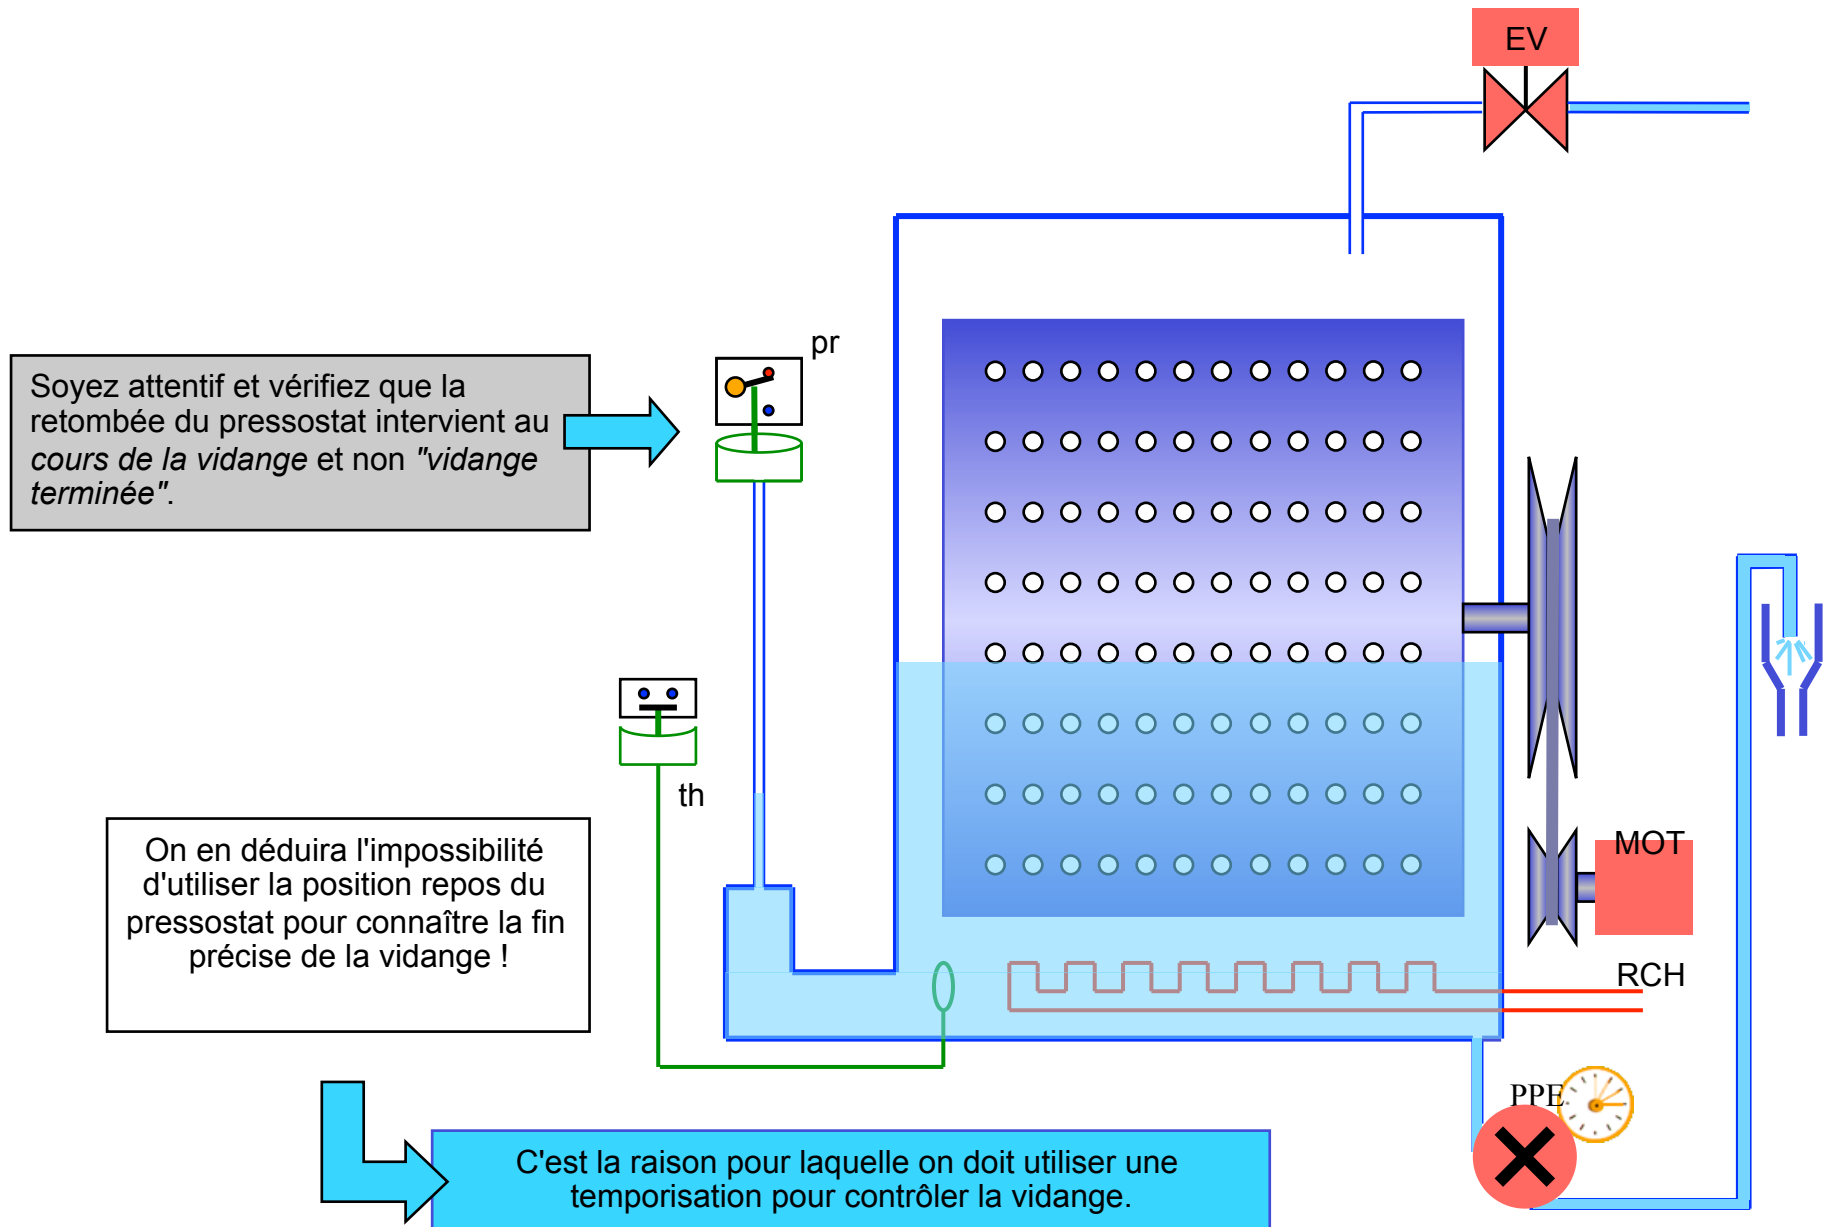 EV
pr
Soyez attentif et vérifiez que la
retombée du pressostat intervient au
cours de la vidange et non "vidange
terminée".
th
On en déduira l'impossibilité
d'utiliser la position repos du
pressostat pour connaître la fin
précise de la vidange !
MOT
RCH
PPE
C'est la raison pour laquelle on doit utiliser une
temporisation pour contrôler la vidange.